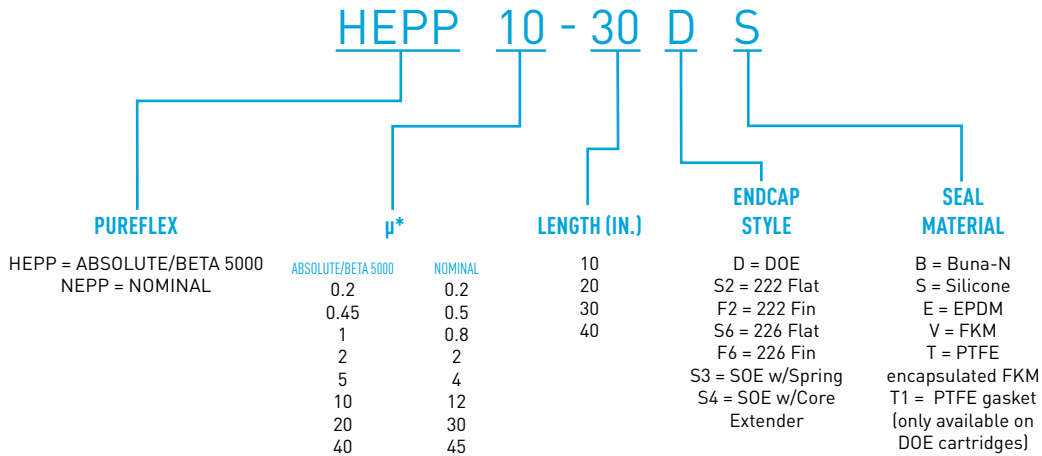 HEPP 10 - 30 D S
PUREFLEX
HEPP = ABSOLUTE/BETA 5000
NEPP = NOMINAL
µ*
ABSOLUTE/BETA 5000 NOMINAL
0.2 0.2
0.45 0.5
1 0.8
2 2
5 4
10 12
20 30
40 45
LENGTH (IN.)
10
20
30
40
ENDCAP
STYLE
D = DOE
S2 = 222 Flat
F2 = 222 Fin
S6 = 226 Flat
F6 = 226 Fin
S3 = SOE w/Spring
S4 = SOE w/Core
Extender
SEAL
MATERIAL
B = Buna-N
S = Silicone
E = EPDM
V = FKM
T = PTFE
encapsulated FKM
T1 = PTFE gasket
(only available on
DOE cartridges)